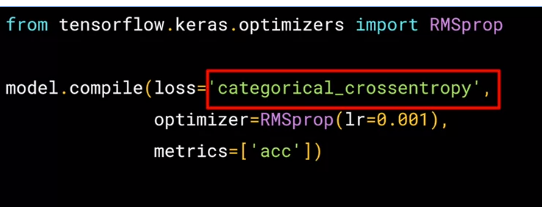 from tensorflow.keras.optimizers import RMSprop
model.compile(loss='categorical_crossentropy',
optimizer=RMSprop(lr=0.001),
metrics=['acc'])